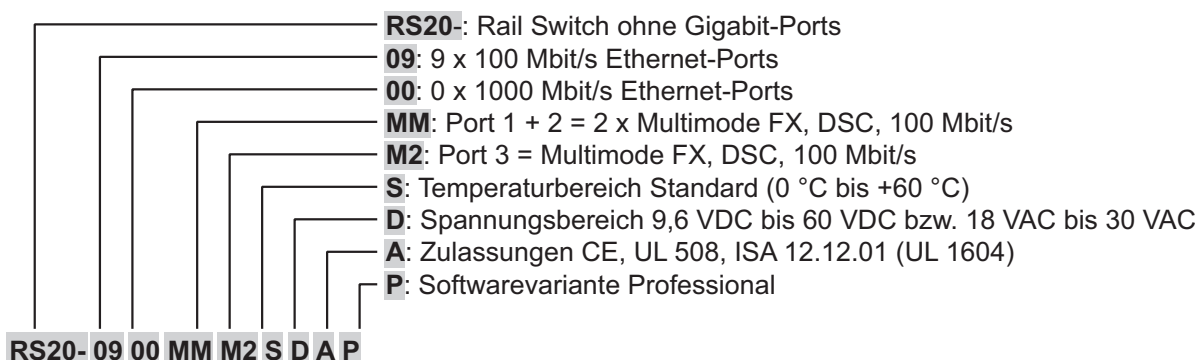 RS20-: Rail Switch ohne Gigabit-Ports
09: 9 x 100 Mbit/s Ethernet-Ports
00: 0 x 1000 Mbit/s Ethernet-Ports
MM: Port 1 + 2 = 2 x Multimode FX, DSC, 100 Mbit/s
M2: Port 3 = Multimode FX, DSC, 100 Mbit/s
S: Temperaturbereich Standard (0 °C bis +60 °C)
D: Spannungsbereich 9,6 VDC bis 60 VDC bzw. 18 VAC bis 30 VAC
A: Zulassungen CE, UL 508, ISA 12.12.01 (UL 1604)
P: Softwarevariante Professional
RS20- 09 00 MM M2 S D A P